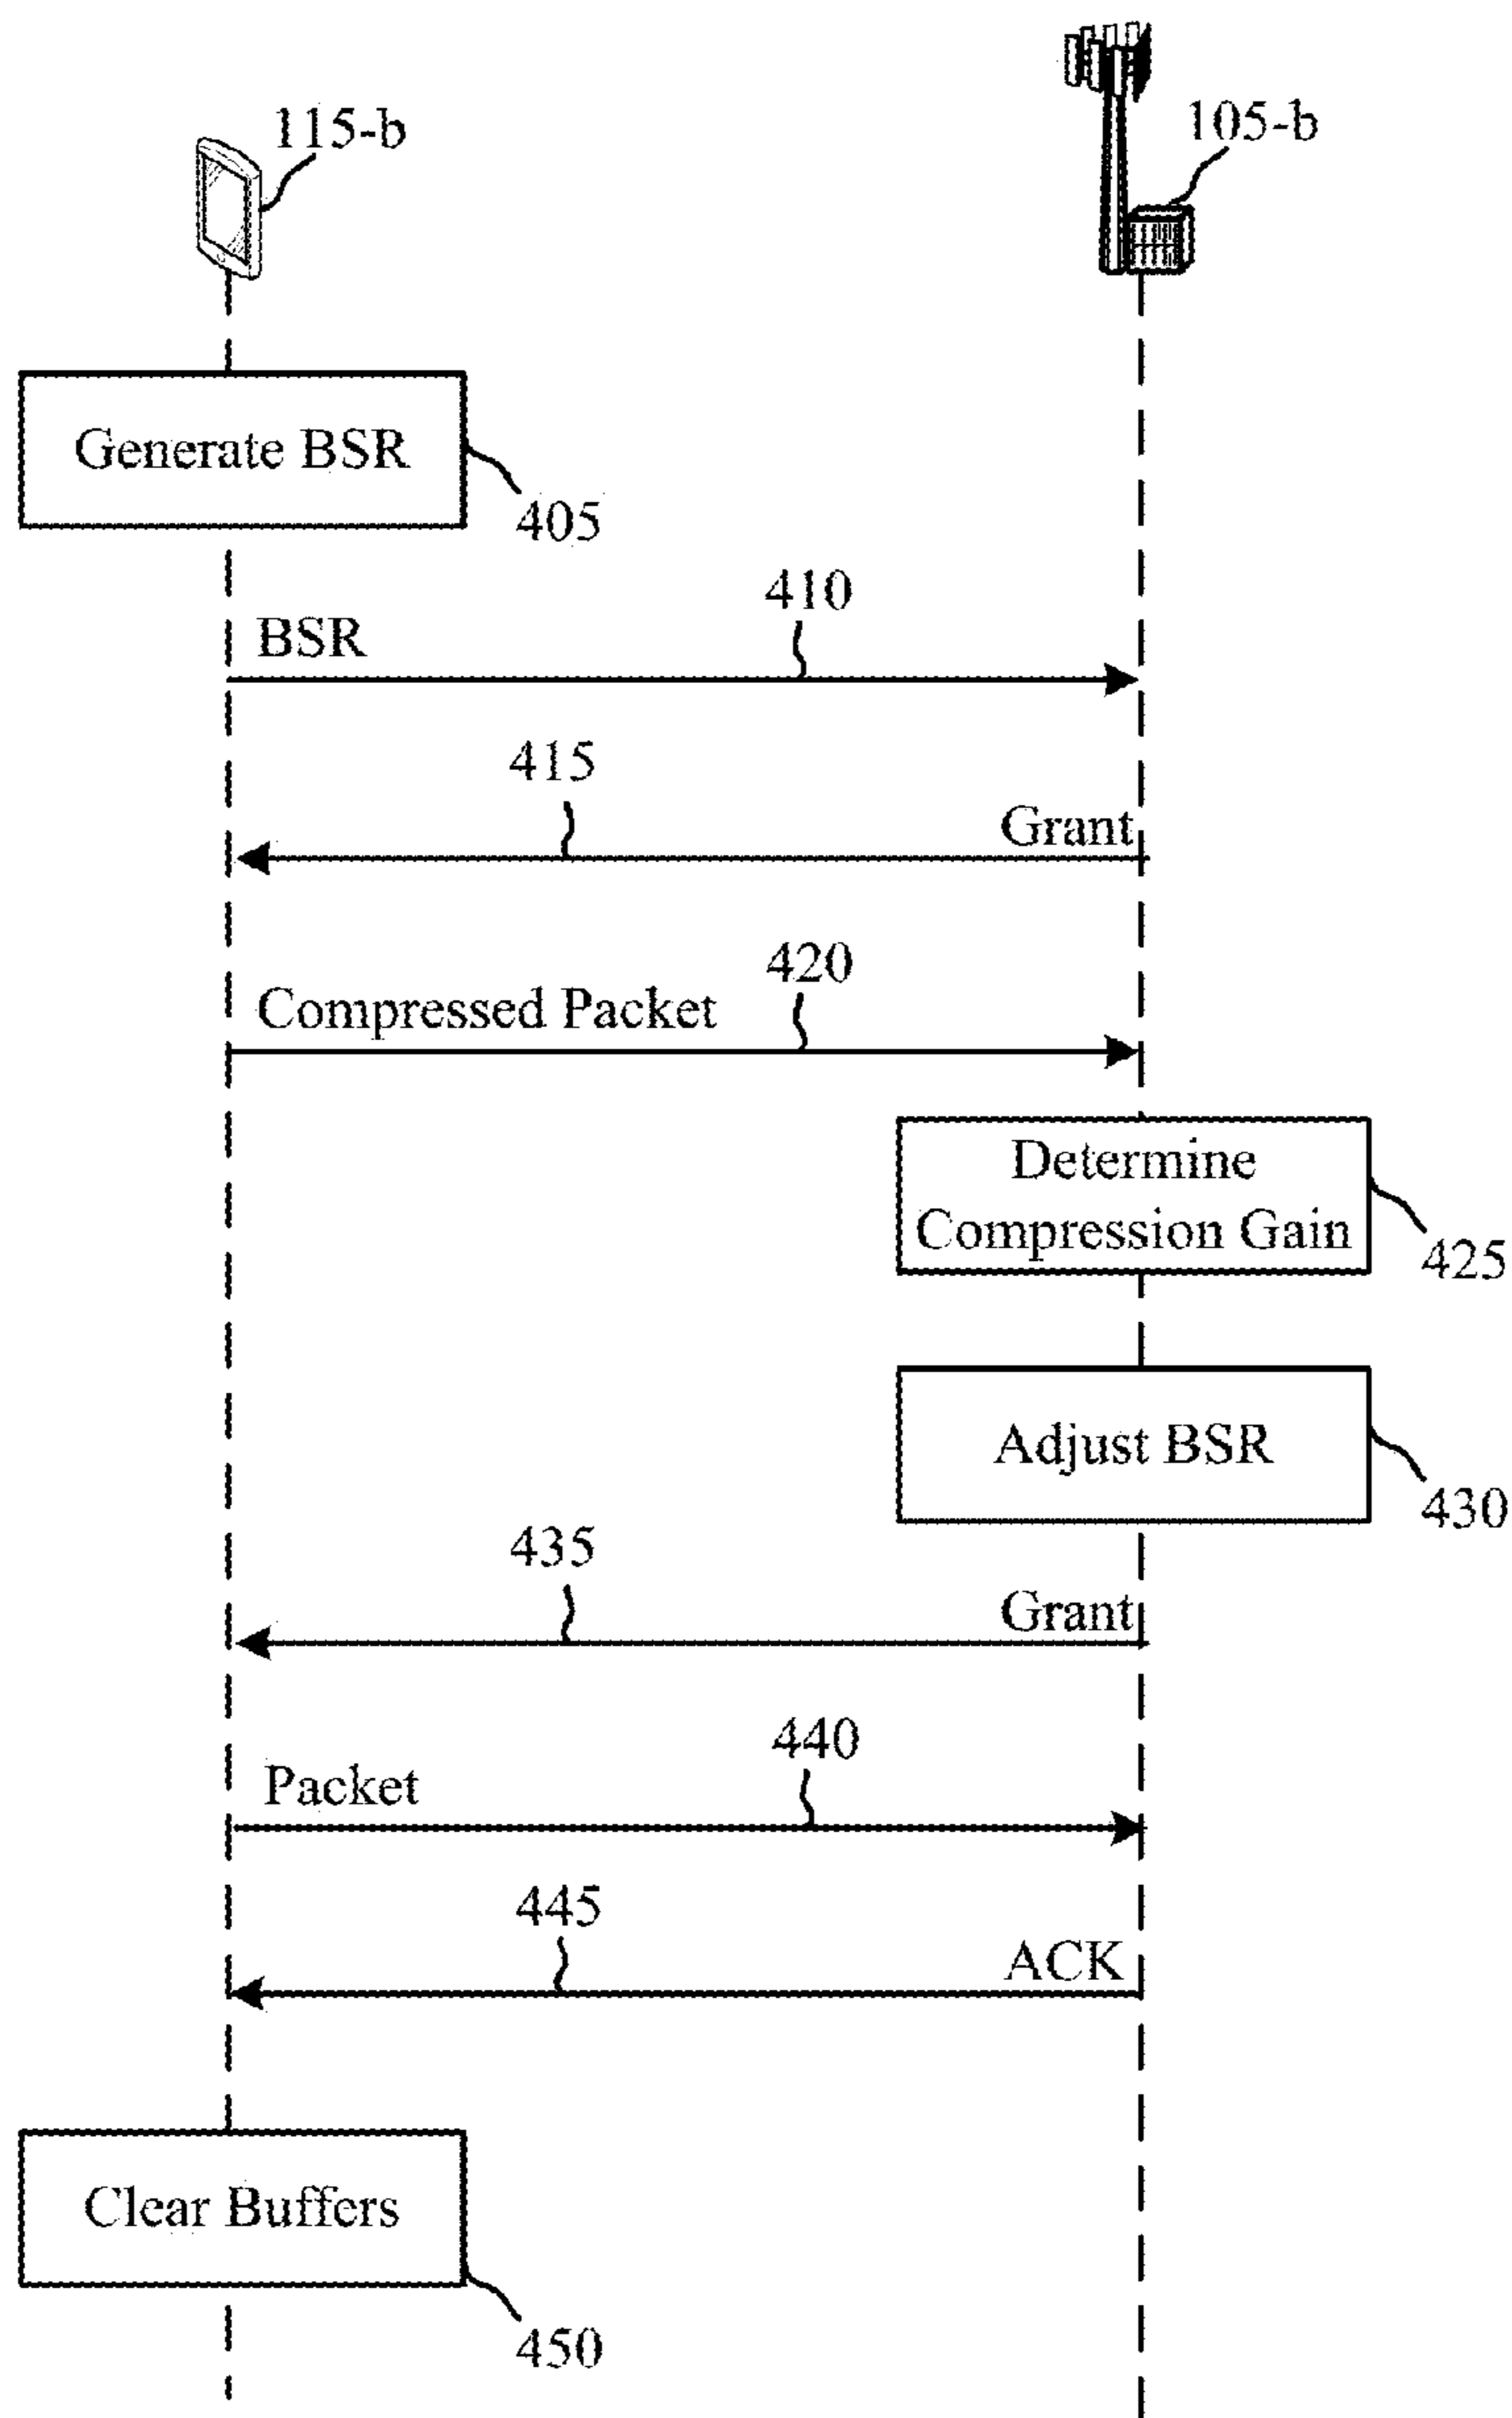 105-b
115-b
Generate BSR
405
410
BSR
415
Grant
420
Compressed Packet
Determine
Compression Gain
425
Adjust BSR
430
435
Grant
440
Packet
445
ACK
Clear Buffers
450